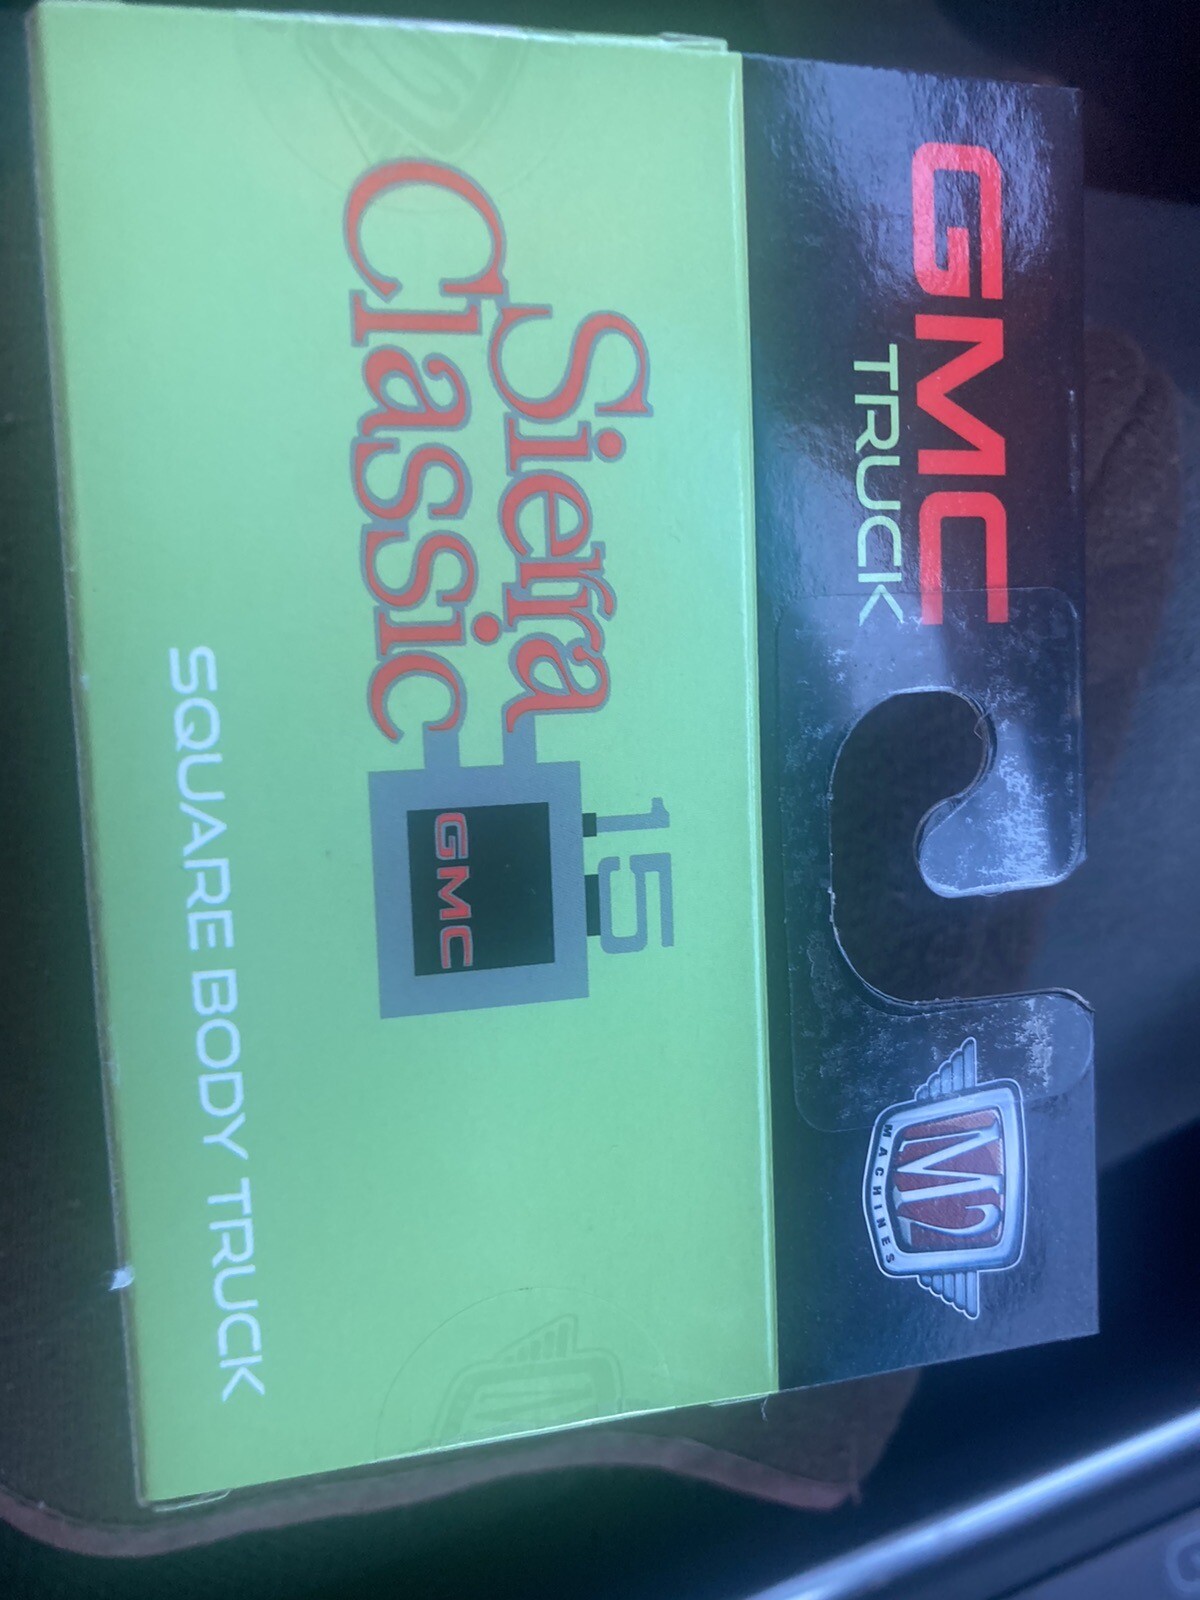 GMC
TRUCK
M2
MACHINES
15
Sierra
Classic
GMC
SQUARE BODY TRUCK